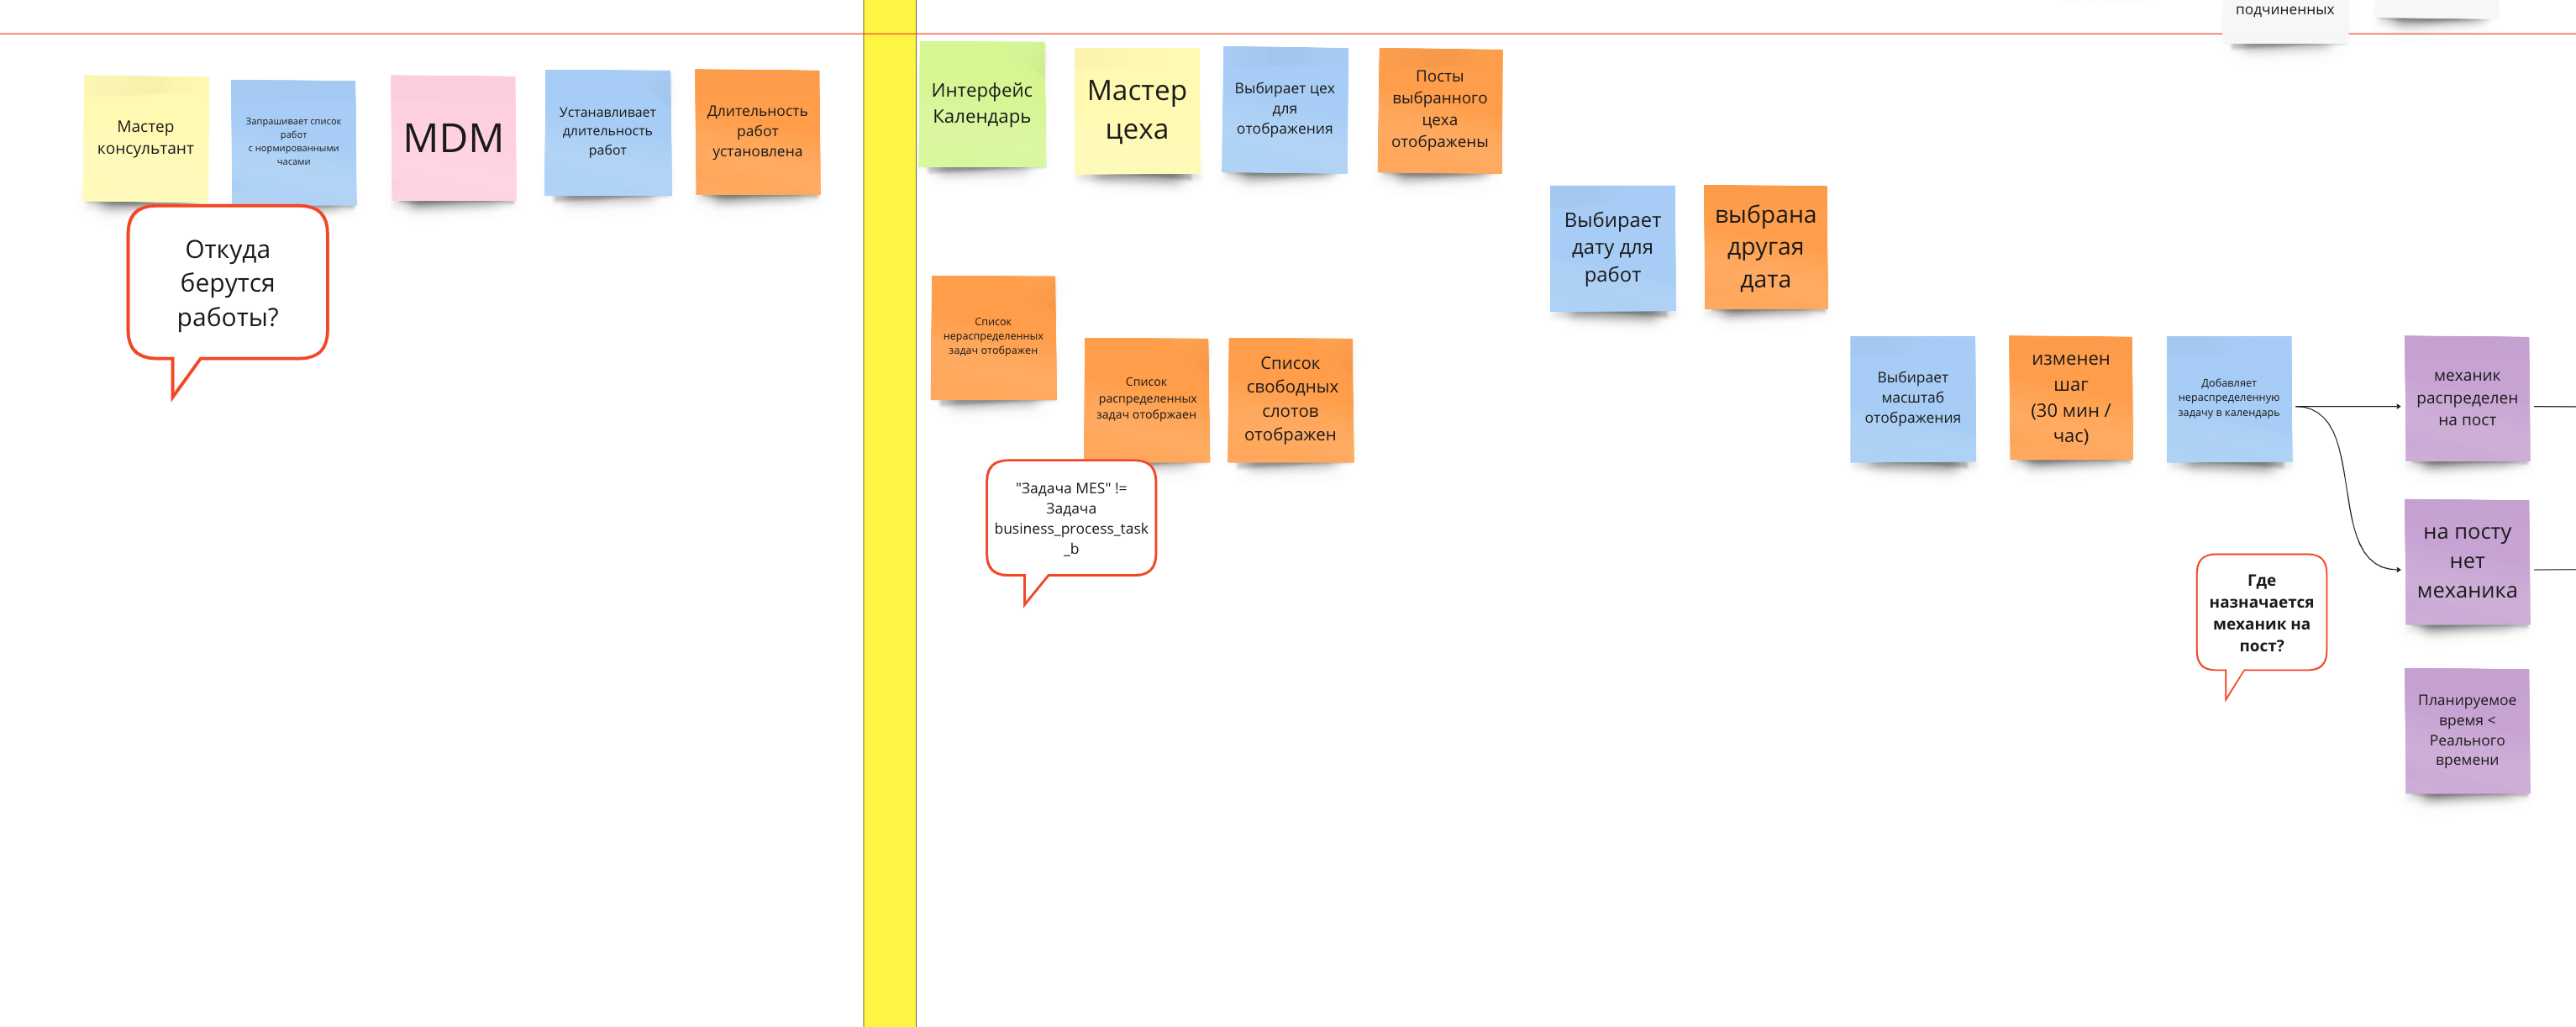 подчиненных
Мастер
консультант
Запрашивает список
работ
с нормированными
часами
MDM
Устанавливает
длительность
работ
Длительность
работ
установлена
Откуда
берутся
работы?
Интерфейс
Календарь
Мастер
цеха
Выбирает цех
для
отображения
Посты
выбранного
цеха
отображены
Выбирает
дату для
работ
выбрана
другая
дата
Список
нераспределенных
задач отображен
Список
распределенных
задач отобржаен
Список
свободных
слотов
отображен
"Задача MES" !=
Задача
business_process_task
_b
Выбирает
масштаб
отображения
изменен
шаг
(30 мин /
час)
Добавляет
нераспределенную
задачу в календарь
механик
распределен
на пост
на посту
нет
механика
Где
назначается
механик на
пост?
Планируемое
время <
Реального
времени